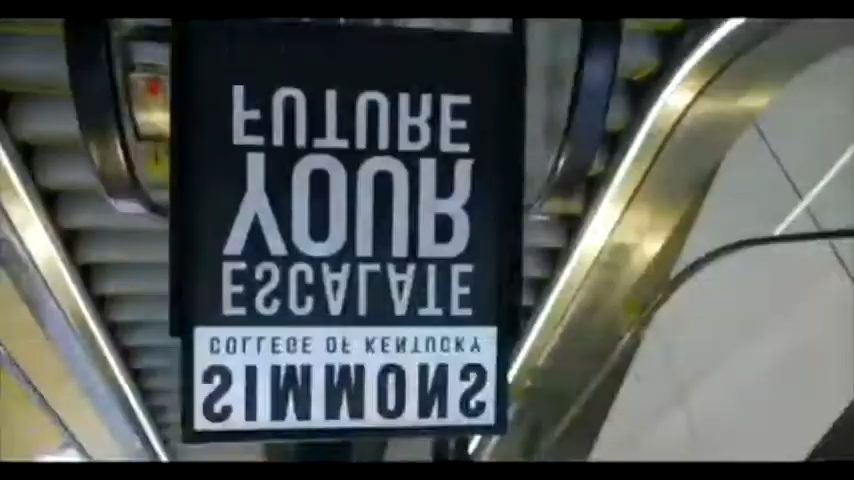 SIMMONS
COLLEGE OF KENTUCKY
ESCALATE
YOUR
FUTURE